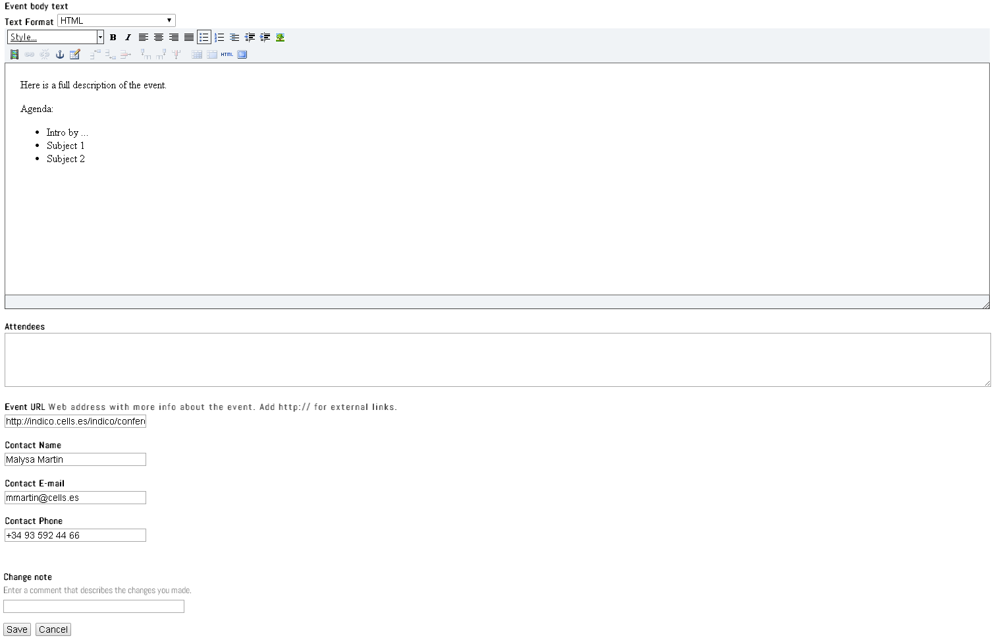 Event body text
Text Format HTML
Style...
B I
HTML
Here is a full description of the event.
Agenda:
Intro by ...
Subject 1
Subject 2
Attendees
Event URL Web address with more info about the event. Add http:// for external links.
http://indico.cells.es/indico/confer
Contact Name
Malysa Martin
Contact E-mail
mmartin@cells.es
Contact Phone
+34 93 592 44 66
Change note
Enter a comment that describes the changes you made.
Save Cancel